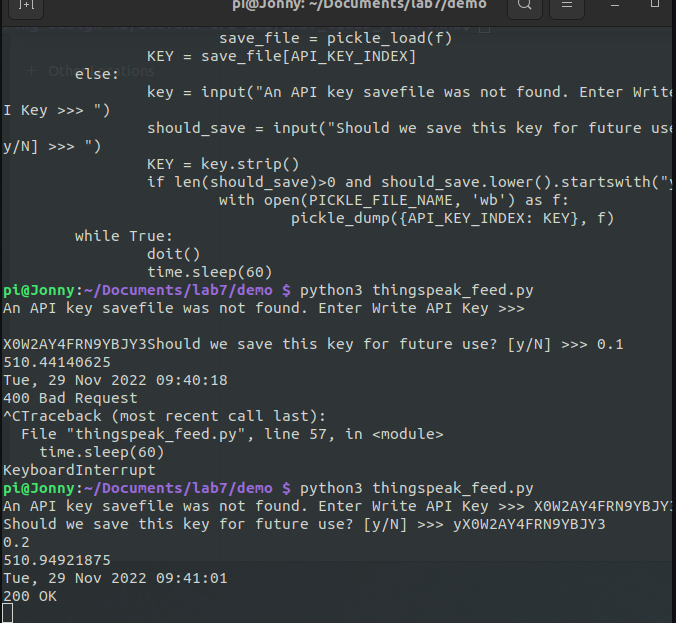 pi@Jonny: ~/Documents/lab7/demo
save_file = pickle_load(f)
KEY = save_file[API_KEY_INDEX]
+ Other Locations
else:
key = input("An API key savefile was not found. Enter Write
I Key >>> ")
should_save = input("Should we save this key for future use
y/N] >>> ")
KEY = key.strip()
if len(should_save)>0 and should_save.lower().startswith("y
with open(PICKLE_FILE_NAME, 'wb') as f:
pickle_dump({API_KEY_INDEX: KEY}, f)
while True:
doit()
time.sleep(60)
pi@Jonny:~/Documents/lab7/demo $ python3 thingspeak_feed.py
An API key savefile was not found. Enter Write API Key >>>
X0W2AY4FRN9YBJY3Should we save this key for future use? [y/N] >>> 0.1
510.44140625
Tue, 29 Nov 2022 09:40:18
400 Bad Request
^CTraceback (most recent call last):
File "thingspeak_feed.py", line 57, in <module>
time.sleep(60)
KeyboardInterrupt
pi@Jonny:~/Documents/lab7/demo $ python3 thingspeak_feed.py
An API key savefile was not found. Enter Write API Key >>> X0W2AY4FRN9YBJY3
Should we save this key for future use? [y/N] >>> yX0W2AY4FRN9YBJY3
0.2
510.94921875
Tue, 29 Nov 2022 09:41:01
200 OK